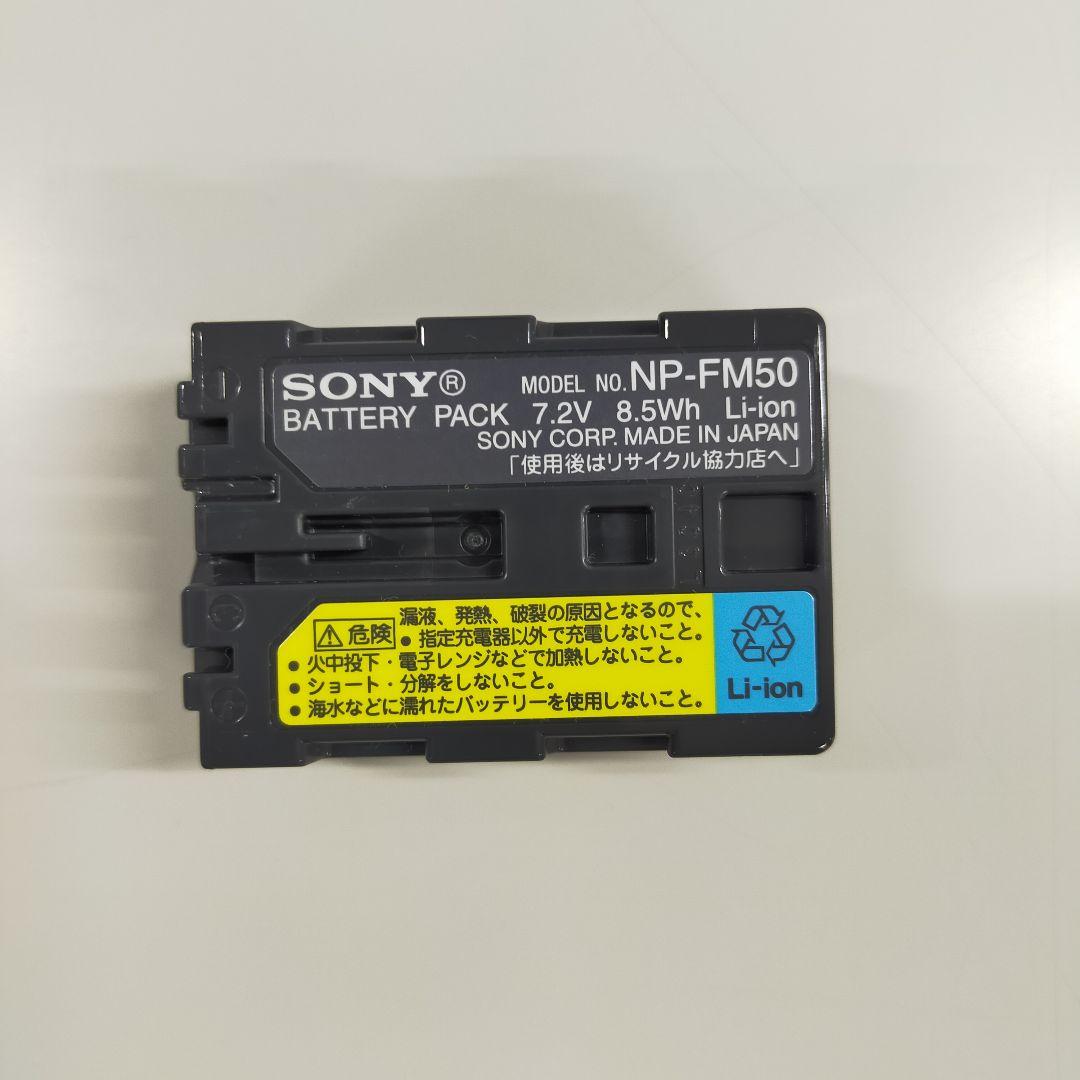 SONY®
MODEL NO. NP-FM50
BATTERY PACK 7.2V 8.5Wh Li-ion
SONY CORP. MADE IN JAPAN
「使用後はリサイクル協力店へ」
⚠危険
漏液、発熱、破裂の原因となるので、
● 指定充電器以外で充電しないこと。
● 火中投下・電子レンジなどで加熱しないこと。
● ショート・分解をしないこと。
● 海水などに濡れたバッテリーを使用しないこと。
Li-ion